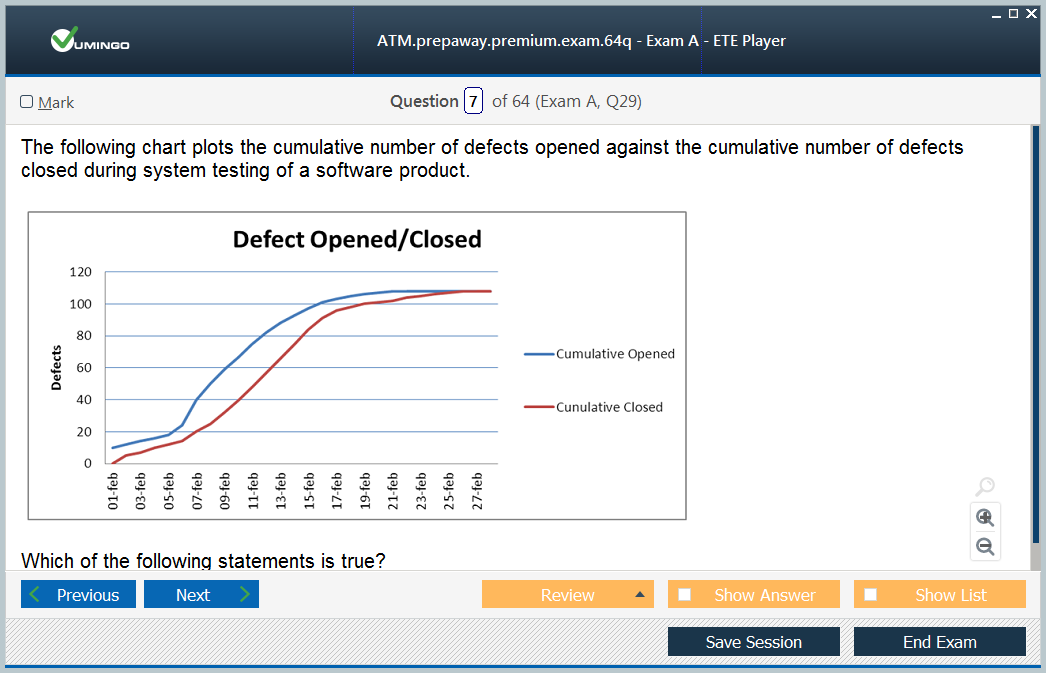 VUMINGO
ATM.prepaway.premium.exam.64q - Exam A - ETE Player
Mark
Question 7 of 64 (Exam A, Q29)
The following chart plots the cumulative number of defects opened against the cumulative number of defects
closed during system testing of a software product.
Defect Opened/Closed
120
100
80
60
40
20
0
Defects
01-feb
03-feb
05-feb
07-feb
09-feb
11-feb
13-feb
15-feb
17-feb
19-feb
21-feb
23-feb
25-feb
27-feb
Cumulative Opened
Cunulative Closed
Which of the following statements is true?
Previous
Next
Review
Show Answer
Show List
Save Session
End Exam